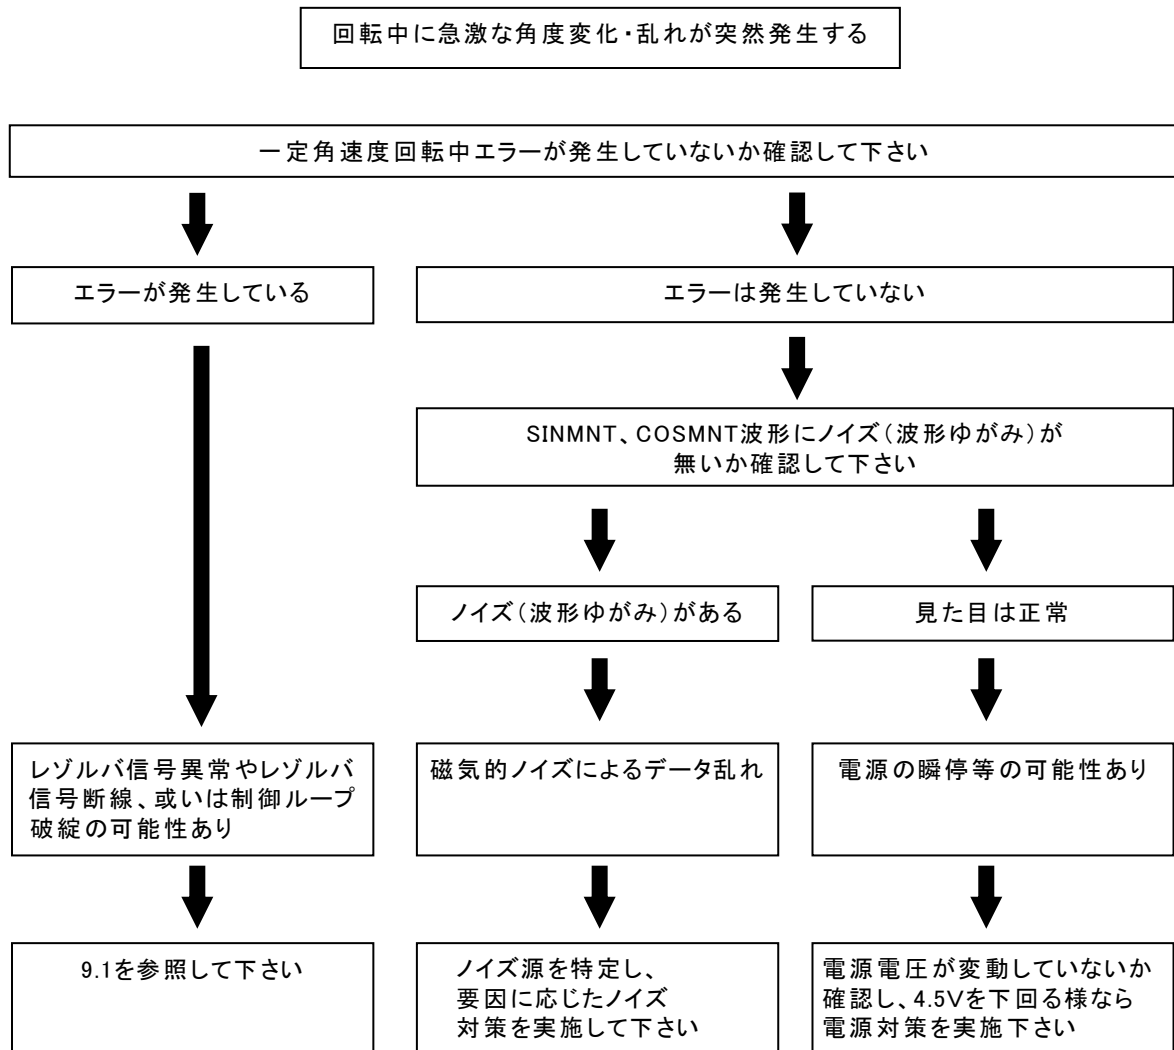 回転中に急激な角度変化・乱れが突然発生する
一定角速度回転中エラーが発生していないか確認して下さい
エラーが発生している
エラーは発生していない
SINMNT、COSMNT波形にノイズ(波形ゆがみ)が
無いか確認して下さい
ノイズ(波形ゆがみ)がある
見た目は正常
レゾルバ信号異常やレゾルバ
信号断線、或いは制御ループ
破綻の可能性あり
磁気的ノイズによるデータ乱れ
電源の瞬停等の可能性あり
9.1を参照して下さい
ノイズ源を特定し、
要因に応じたノイズ
対策を実施して下さい
電源電圧が変動していないか
確認し、4.5Vを下回る様なら
電源対策を実施下さい